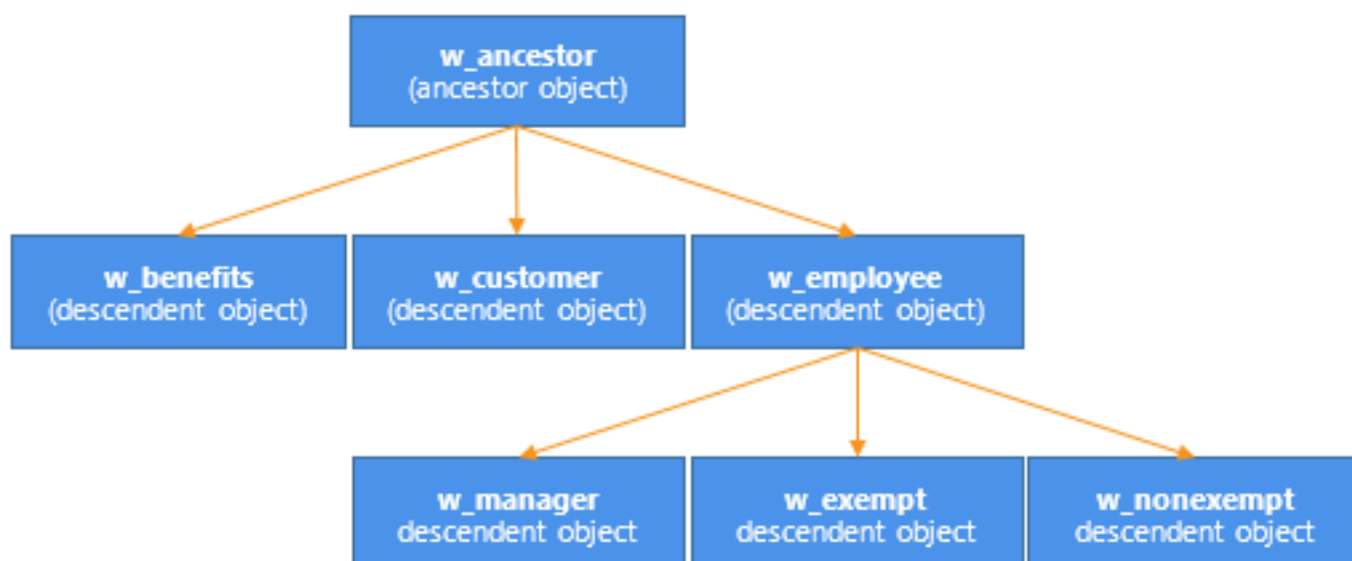 w_ancestor
(ancestor object)
w_benefits
(descendent object)
w_customer
(descendent object)
w_employee
(descendent object)
w_manager
descendent object
w_exempt
descendent object
w_nonexempt
descendent object